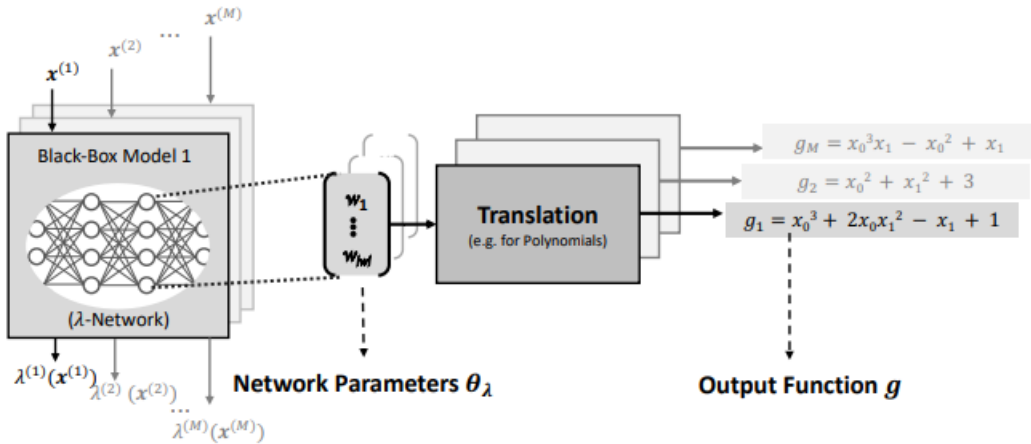 x^(M)
...
x^(2)
x^(1)
Black-Box Model 1
(λ-Network)
w_1
⋮
w_|w|
Translation
(e.g. for Polynomials)
g_M = x_0^3 x_1 − x_0^2 + x_1
g_2 = x_0^2 + x_1^2 + 3
g_1 = x_0^3 + 2x_0x_1^2 − x_1 + 1
λ^(1)(x^(1))
λ^(2)(x^(2))
...
λ^(M)(x^(M))
Network Parameters θ_λ
Output Function g